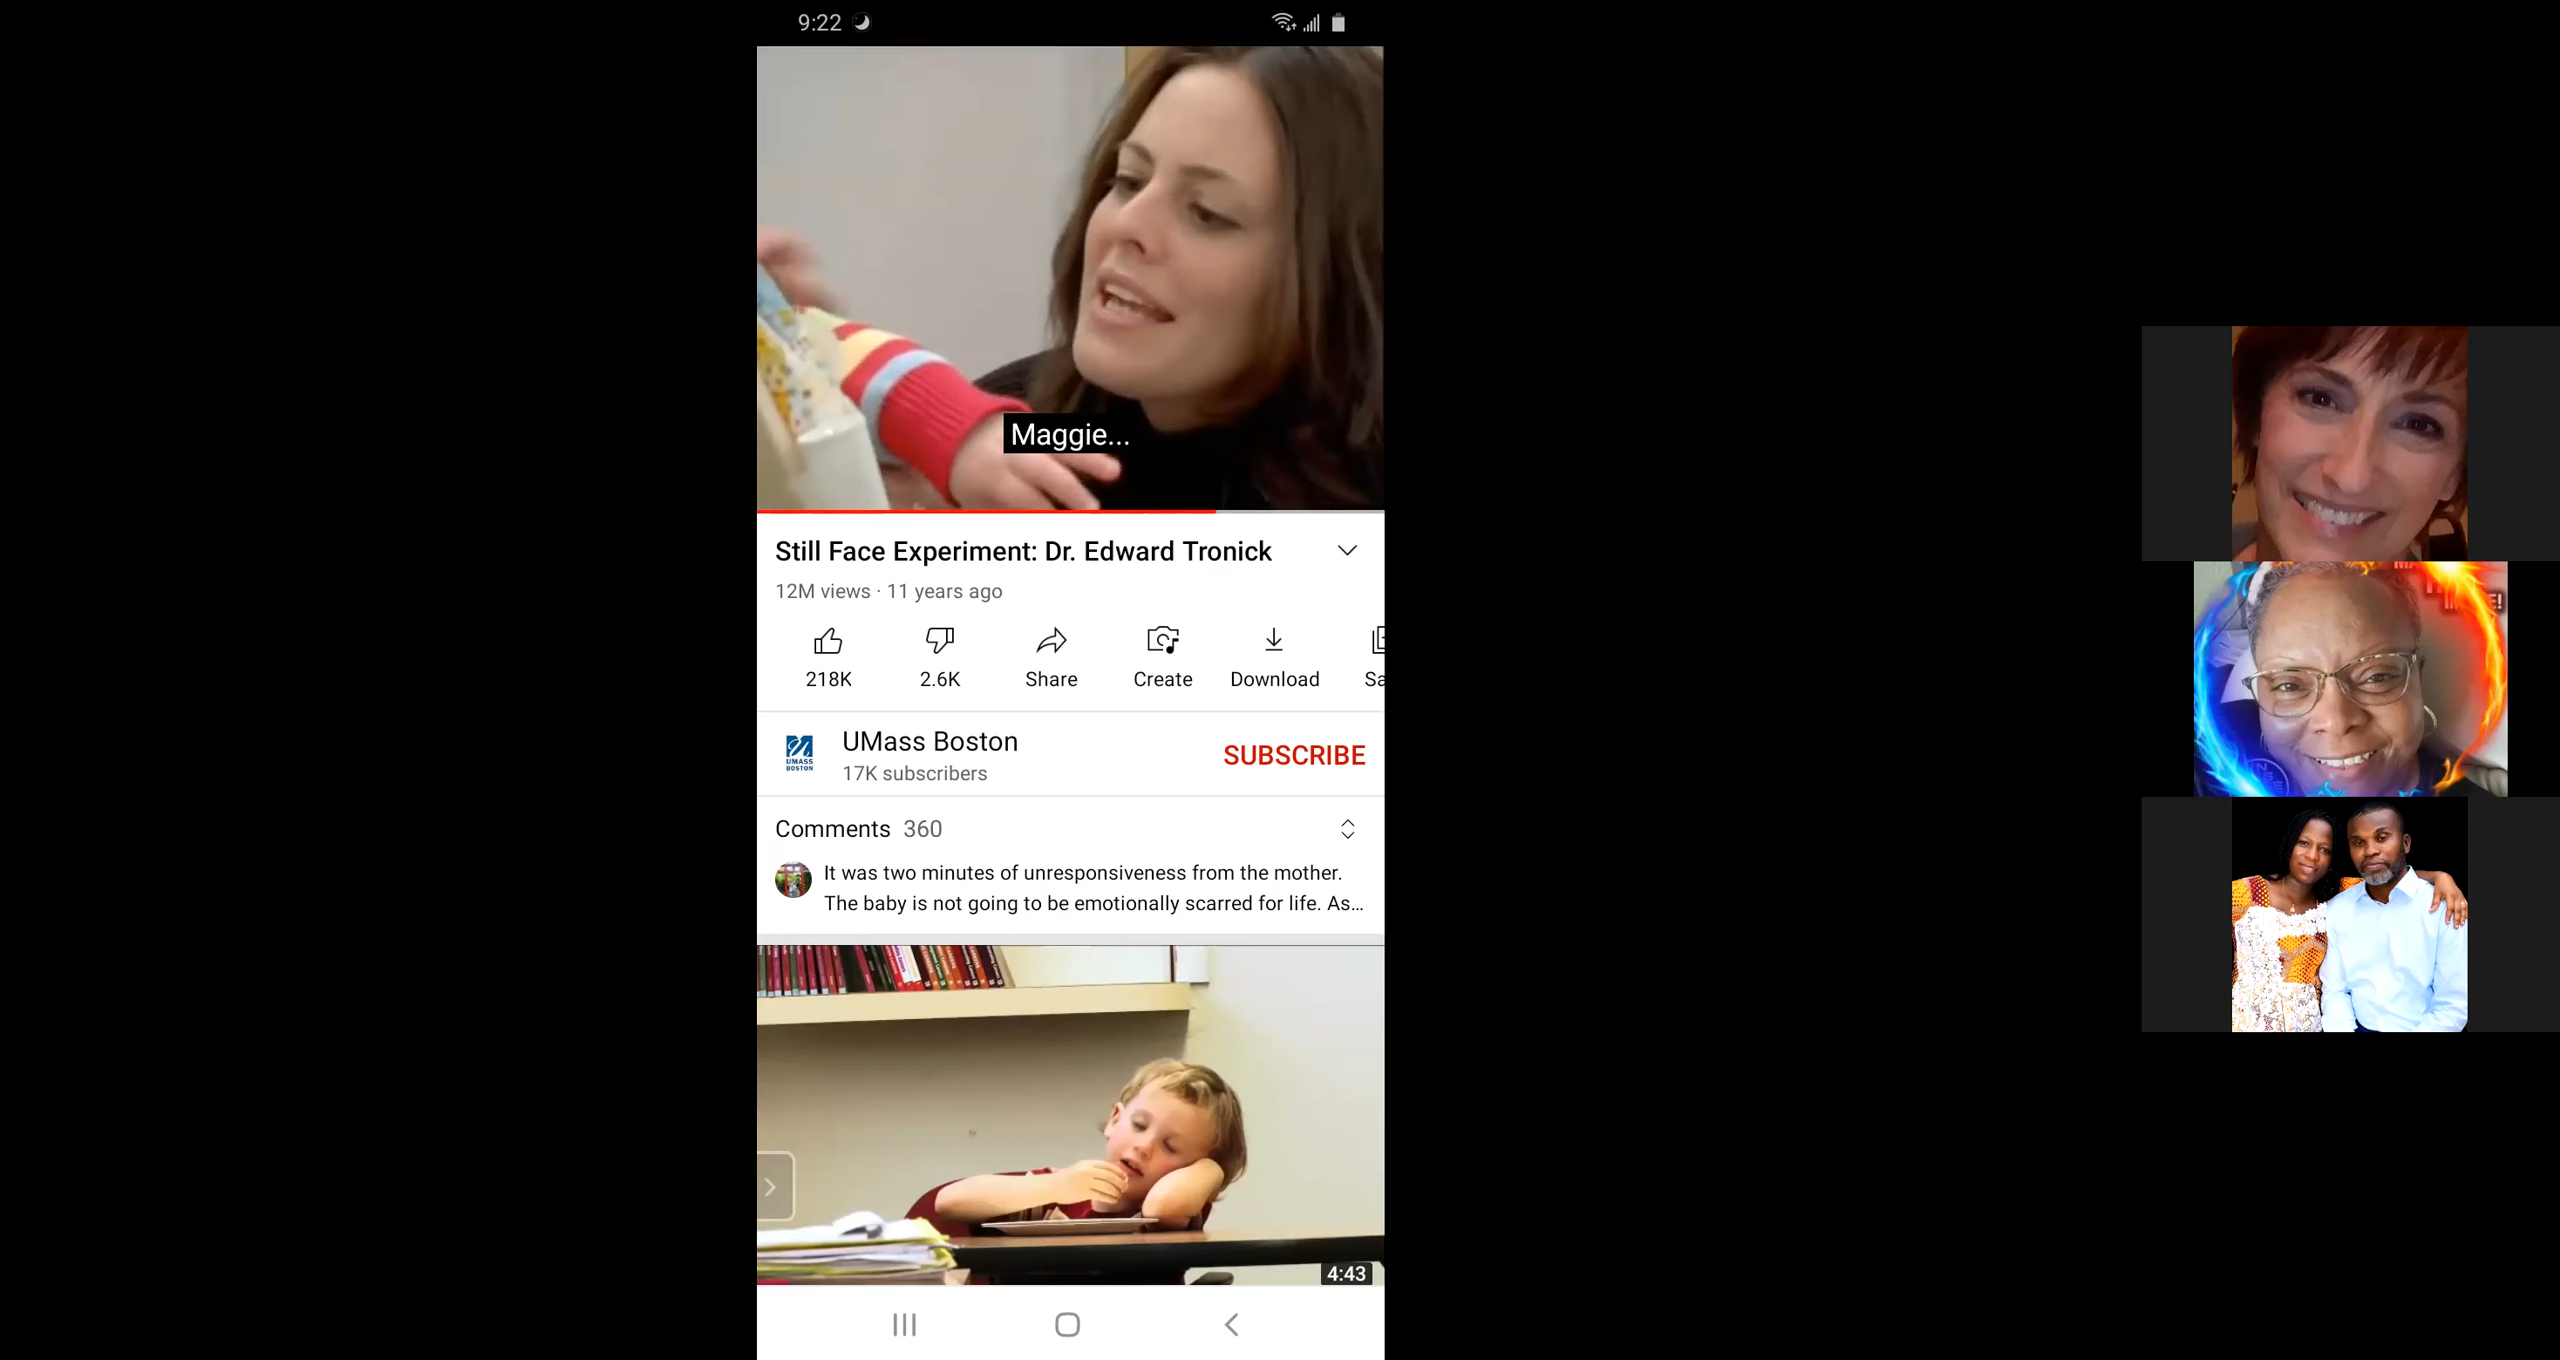 9:22
Maggie...
Still Face Experiment: Dr. Edward Tronick
12M views · 11 years ago
218K
2.6K
Share
Create
Download
Sa
UMASS
BOSTON
UMass Boston
17K subscribers
SUBSCRIBE
Comments 360
It was two minutes of unresponsiveness from the mother.
The baby is not going to be emotionally scarred for life. As...
4:43